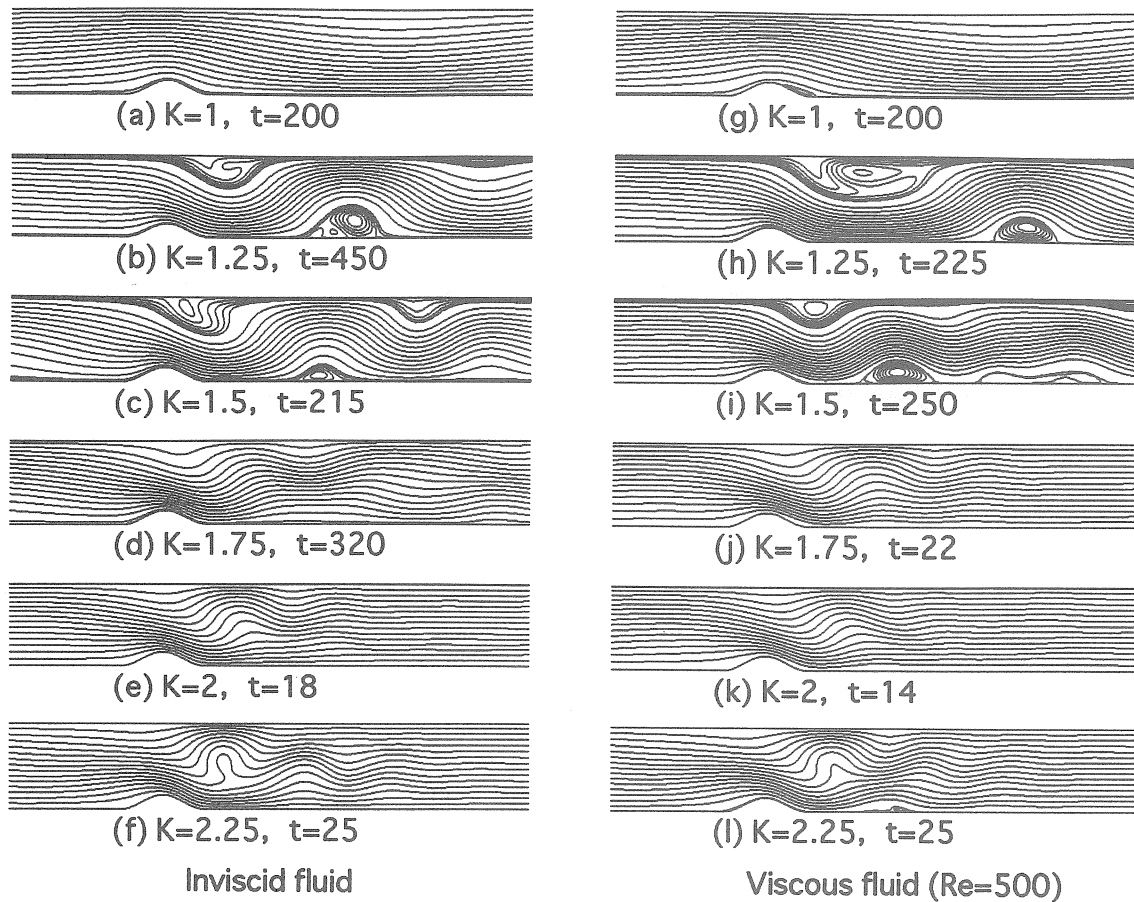 (a) K=1, t=200
(g) K=1, t=200
(b) K=1.25, t=450
(h) K=1.25, t=225
(c) K=1.5, t=215
(i) K=1.5, t=250
(d) K=1.75, t=320
(j) K=1.75, t=22
(e) K=2, t=18
(k) K=2, t=14
(f) K=2.25, t=25
(l) K=2.25, t=25
Inviscid fluid
Viscous fluid (Re=500)